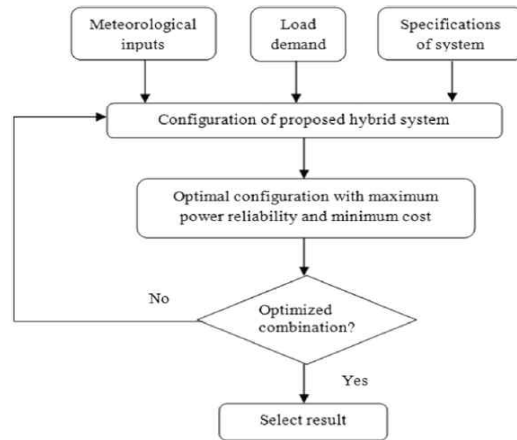 Meteorological
inputs
Load
demand
Specifications
of system
Configuration of proposed hybrid system
Optimal configuration with maximum
power reliability and minimum cost
No
Optimized
combination?
Yes
Select result